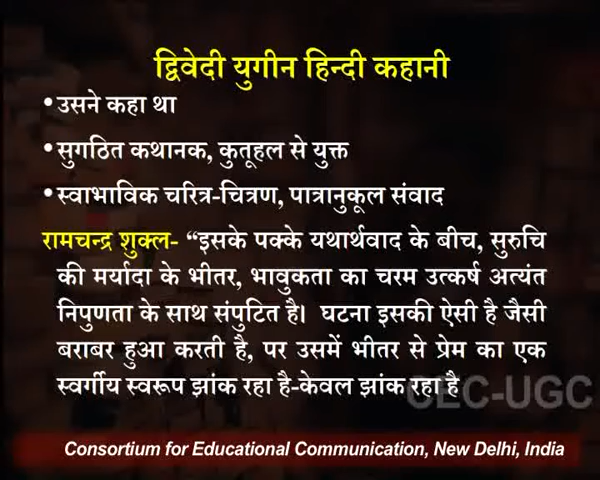 द्विवेदी युगीन हिन्दी कहानी
• उसने कहा था
• सुगठित कथानक, कुतूहल से युक्त
• स्वाभाविक चरित्र-चित्रण, पात्रानुकूल संवाद
रामचन्द्र शुक्ल- “इसके पक्के यथार्थवाद के बीच, सुरुचि
की मर्यादा के भीतर, भावुकता का चरम उत्कर्ष अत्यंत
निपुणता के साथ संपुटित है। घटना इसकी ऐसी है जैसी
बराबर हुआ करती है, पर उसमें भीतर से प्रेम का एक
स्वर्गीय स्वरूप झांक रहा है-केवल झांक रहा है
CEC-UGC
Consortium for Educational Communication, New Delhi, India